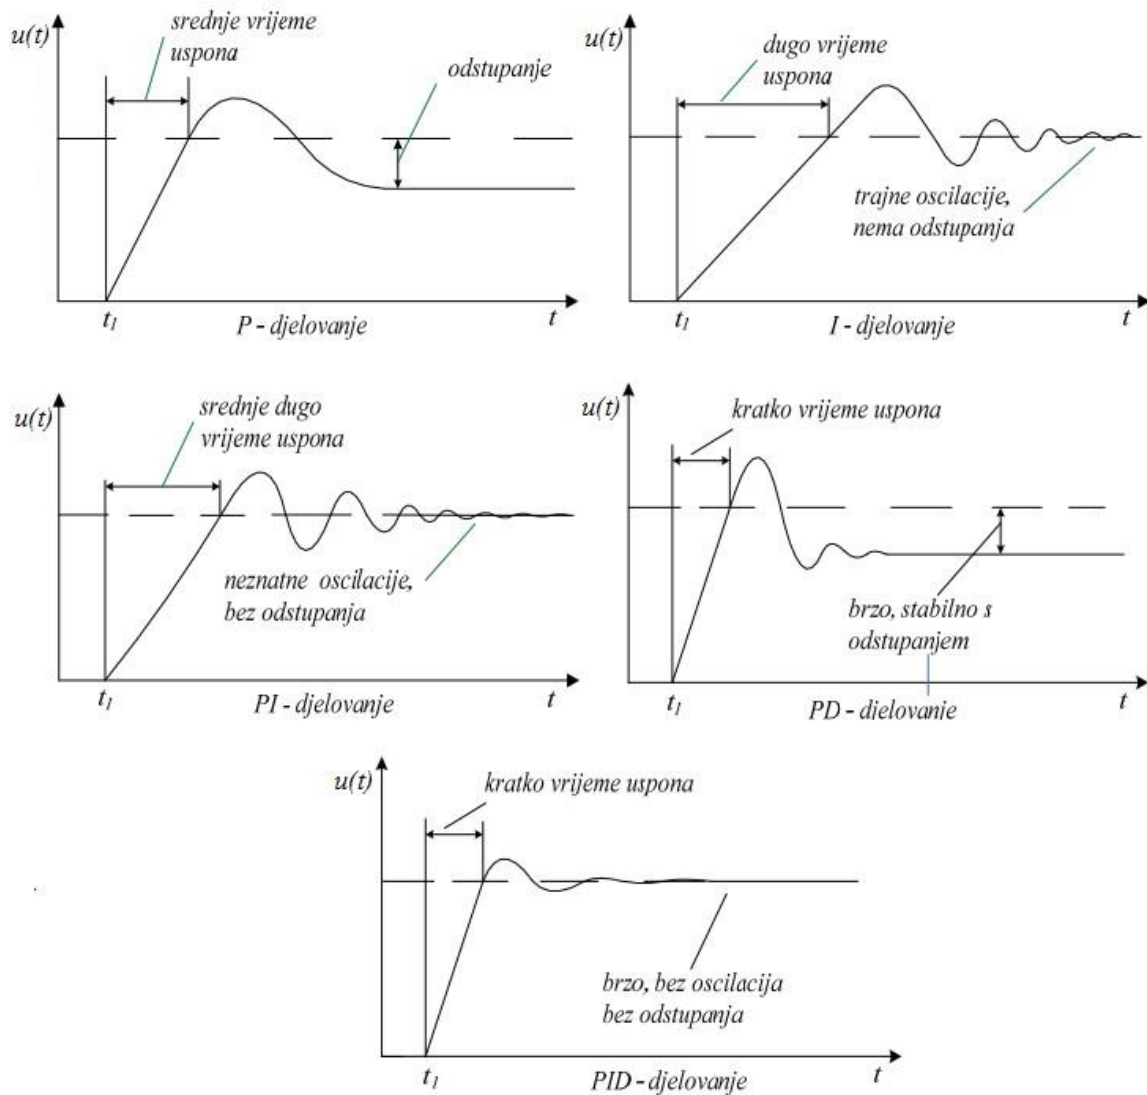 u(t)
srednje vrijeme
uspona
odstupanje
t1
P - djelovanje
t
u(t)
dugo vrijeme
uspona
trajne oscilacije,
nema odstupanja
t1
I - djelovanje
t
u(t)
srednje dugo
vrijeme uspona
neznatne oscilacije,
bez odstupanja
t1
PI - djelovanje
t
u(t)
kratko vrijeme uspona
brzo, stabilno s
odstupanjem
t1
PD - djelovanje
t
u(t)
kratko vrijeme uspona
brzo, bez oscilacija
bez odstupanja
t1
PID - djelovanje
t